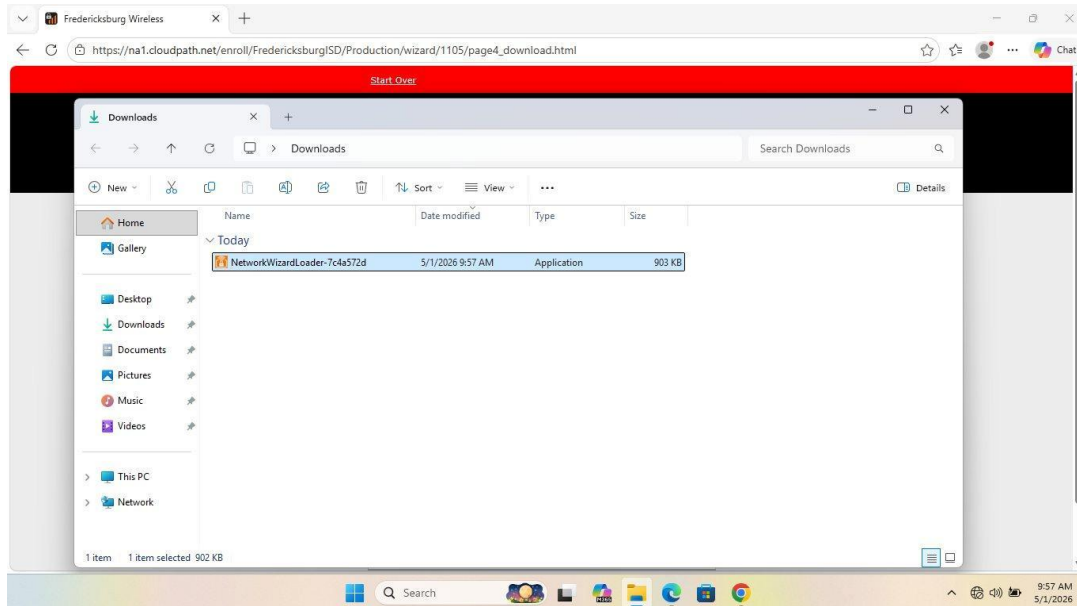 Fredericksburg Wireless
https://na1.cloudpath.net/enroll/FredericksburgISD/Production/wizard/1105/page4_download.html
Chat
Start Over
Downloads
Downloads
Search Downloads
New
Sort
View
Details
Home
Gallery
Desktop
Downloads
Documents
Pictures
Music
Videos
This PC
Network
Name Date modified Type Size
Today
NetworkWizardLoader-7c4a572d 5/1/2026 9:57 AM Application 903 KB
1 item 1 item selected 902 KB
Search
9:57 AM
5/1/2026